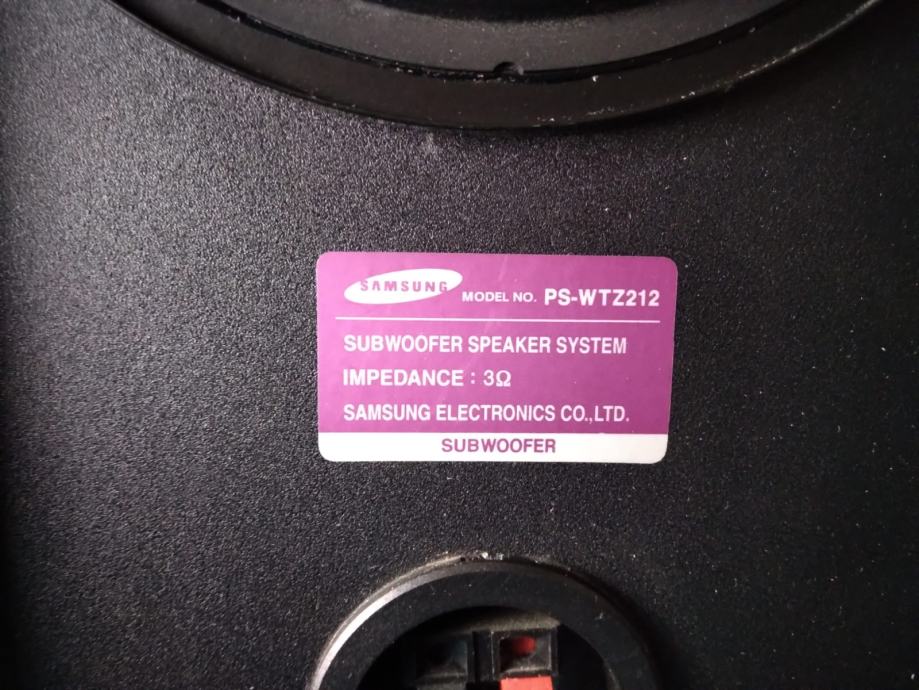 SAMSUNG MODEL NO. PS-WTZ212
SUBWOOFER SPEAKER SYSTEM
IMPEDANCE : 3Ω
SAMSUNG ELECTRONICS CO.,LTD.
SUBWOOFER